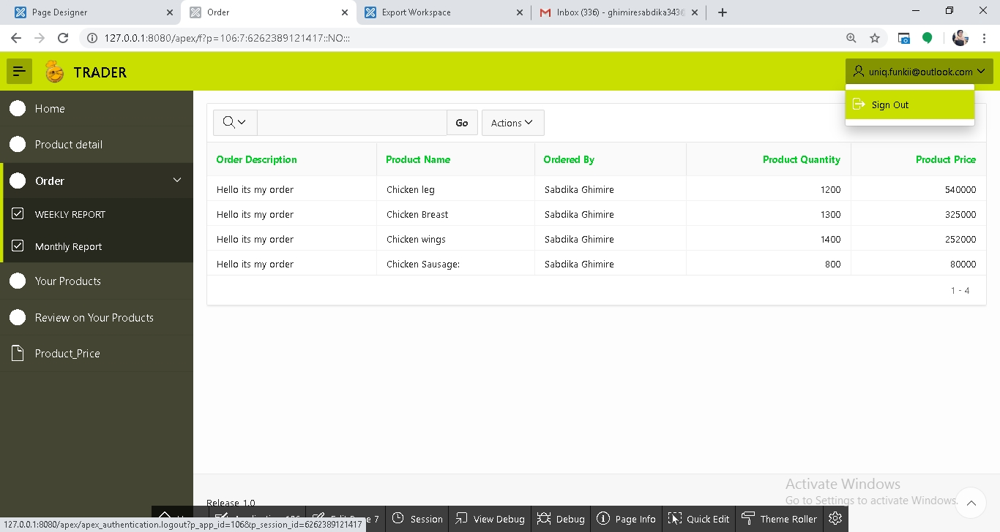 Page Designer
Order
Export Workspace
Inbox (336) - ghimiresabdika343@
127.0.0.1:8080/apex/f?p=106:7:6262389121417::NO:::
TRADER
uniq.funkii@outlook.com
Sign Out
Home
Product detail
Order
WEEKLY REPORT
Monthly Report
Your Products
Review on Your Products
Product_Price
Go
Actions
Order Description Product Name Ordered By Product Quantity Product Price
Hello its my order Chicken leg Sabdika Ghimire 1200 540000
Hello its my order Chicken Breast Sabdika Ghimire 1300 325000
Hello its my order Chicken wings Sabdika Ghimire 1400 252000
Hello its my order Chicken Sausage: Sabdika Ghimire 800 80000
1 - 4
Release 1.0
Activate Windows
Go to Settings to activate Windows.
7 Session View Debug Debug Page Info Quick Edit Theme Roller
127.0.0.1:8080/apex/apex_authentication.logout?p_app_id=106&p_session_id=6262389121417